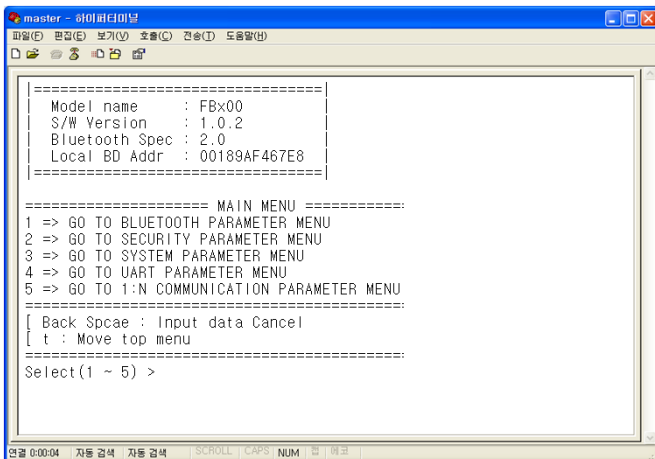 master - 하이퍼터미널
파일(F) 편집(E) 보기(V) 호출(C) 전송(T) 도움말(H)
|==================================|
| Model name : FBx00 |
| S/W Version : 1.0.2 |
| Bluetooth Spec : 2.0 |
| Local BD Addr : 00189AF467E8 |
|==================================|
====================== MAIN MENU ============
1 => GO TO BLUETOOTH PARAMETER MENU
2 => GO TO SECURITY PARAMETER MENU
3 => GO TO SYSTEM PARAMETER MENU
4 => GO TO UART PARAMETER MENU
5 => GO TO 1:N COMMUNICATION PARAMETER MENU
=============================================
[ Back Spcae : Input data Cancel
[ t : Move top menu
=============================================
Select(1 ~ 5) >
연결 0:00:04 자동 검색 자동 검색 SCROLL CAPS NUM 캡 에코